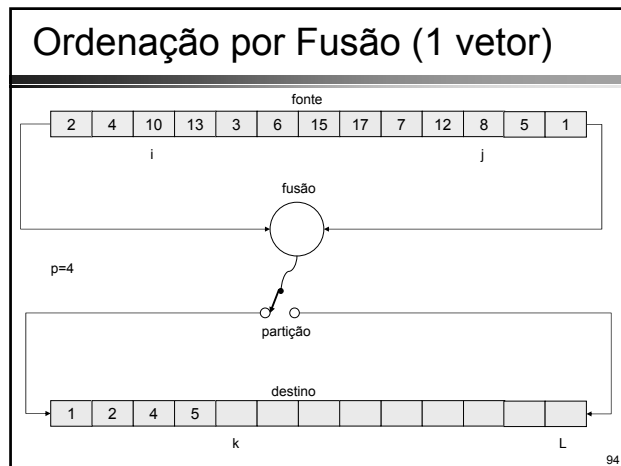 Ordenação por Fusão (1 vetor)
fonte
2 4 10 13 3 6 15 17 7 12 8 5 1
i j
fusão
p=4
partição
destino
1 2 4 5
k L
94